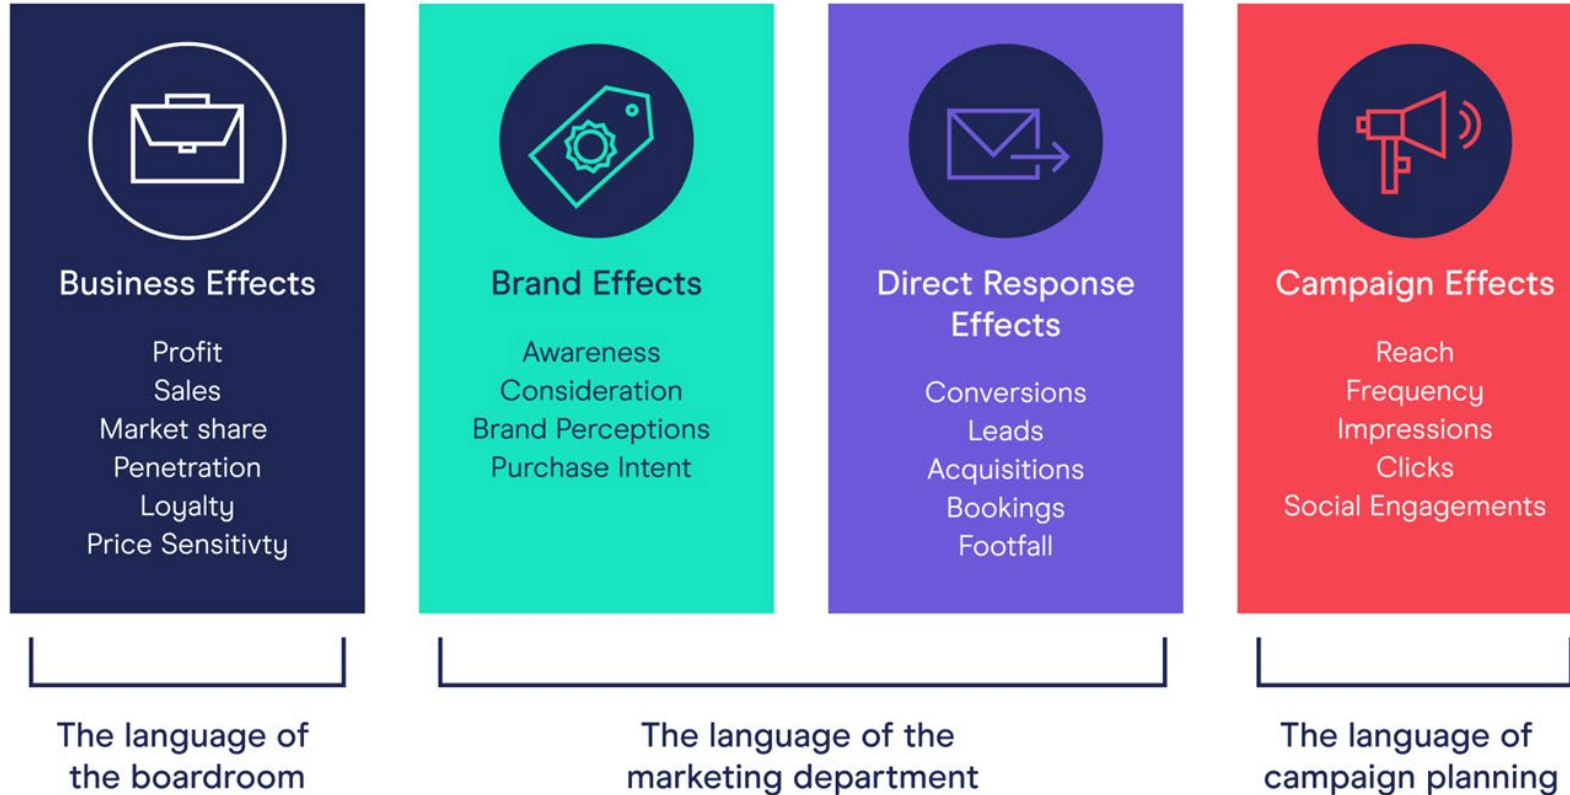 Business Effects
Profit
Sales
Market share
Penetration
Loyalty
Price Sensitivty
Brand Effects
Awareness
Consideration
Brand Perceptions
Purchase Intent
Direct Response
Effects
Conversions
Leads
Acquisitions
Bookings
Footfall
Campaign Effects
Reach
Frequency
Impressions
Clicks
Social Engagements
The language of
the boardroom
The language of the
marketing department
The language of
campaign planning